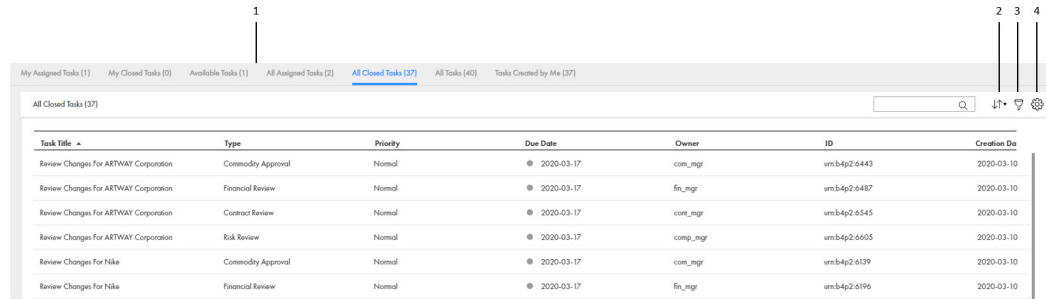 1 2 3 4
My Assigned Tasks (1) My Closed Tasks (0) Available Tasks (1) All Assigned Tasks (2) All Closed Tasks (37) All Tasks (40) Tasks Created by Me (37)
All Closed Tasks (37)
Task Title Type Priority Due Date Owner ID Creation Da
Review Changes For ARTWAY Corporation Commodity Approval Normal 2020-03-17 com_mgr urn:b4p2:6443 2020-03-10
Review Changes For ARTWAY Corporation Financial Review Normal 2020-03-17 fin_mgr urn:b4p2:6487 2020-03-10
Review Changes For ARTWAY Corporation Contract Review Normal 2020-03-17 cont_mgr urn:b4p2:6545 2020-03-10
Review Changes For ARTWAY Corporation Risk Review Normal 2020-03-17 comp_mgr urn:b4p2:6605 2020-03-10
Review Changes For Nike Commodity Approval Normal 2020-03-17 com_mgr urn:b4p2:6139 2020-03-10
Review Changes For Nike Financial Review Normal 2020-03-17 fin_mgr urn:b4p2:6196 2020-03-10